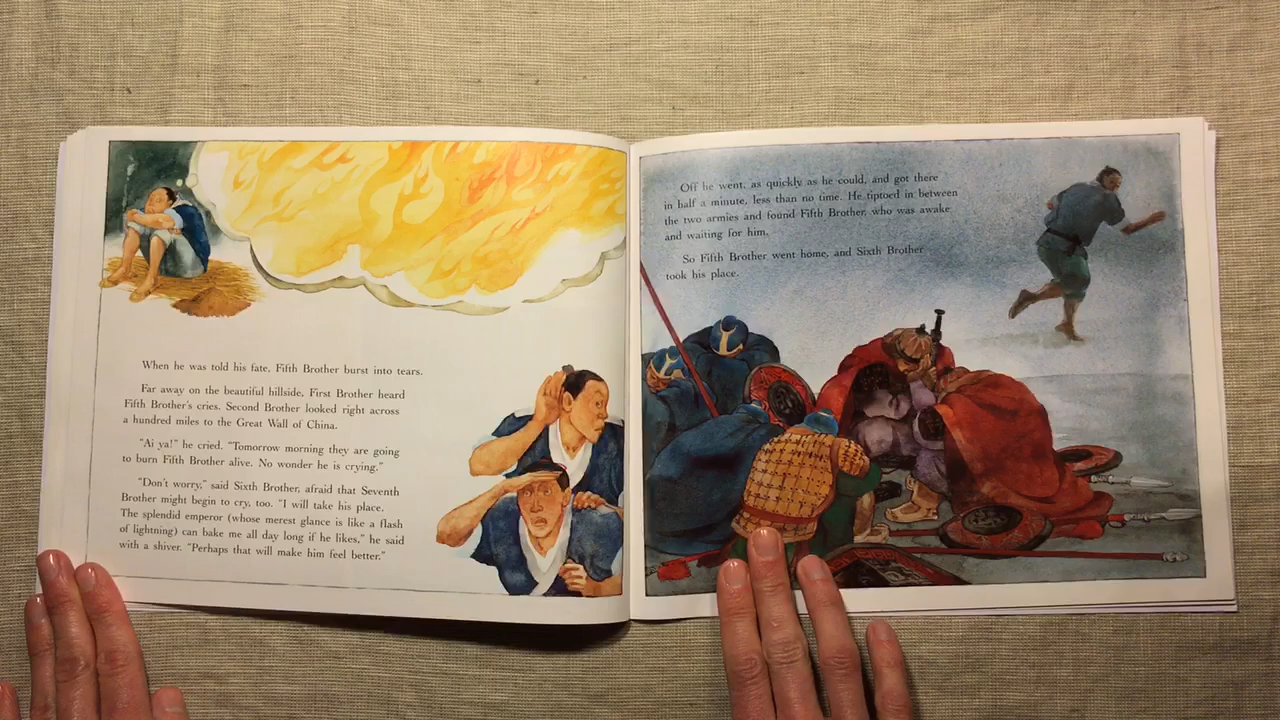 When he was told his fate, Fifth Brother burst into tears.
Far away on the beautiful hillside, First Brother heard
Fifth Brother's cries. Second Brother looked right across
a hundred miles to the Great Wall of China.
"Ai ya!" he cried. "Tomorrow morning they are going
to burn Fifth Brother alive. No wonder he is crying."
"Don't worry," said Sixth Brother, afraid that Seventh
Brother might begin to cry, too. "I will take his place.
The splendid emperor (whose merest glance is like a flash
of lightning) can bake me all day long if he likes," he said
with a shiver. "Perhaps that will make him feel better."
Off he went, as quickly as he could, and got there
in half a minute, less than no time. He tiptoed in between
the two armies and found Fifth Brother, who was awake
and waiting for him.
So Fifth Brother went home, and Sixth Brother
took his place.